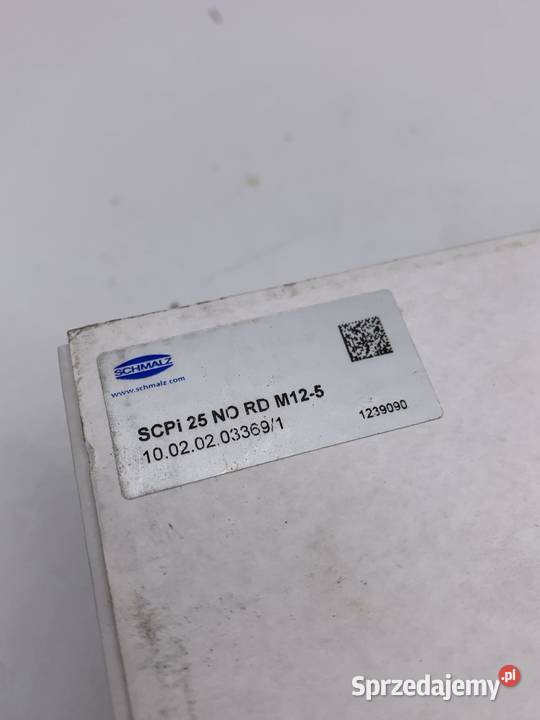 SCHMALZ
www.schmalz.com
SCPi 25 NO RD M12-5
10.02.02.03369/1
1239090
Sprzedajemy.pl